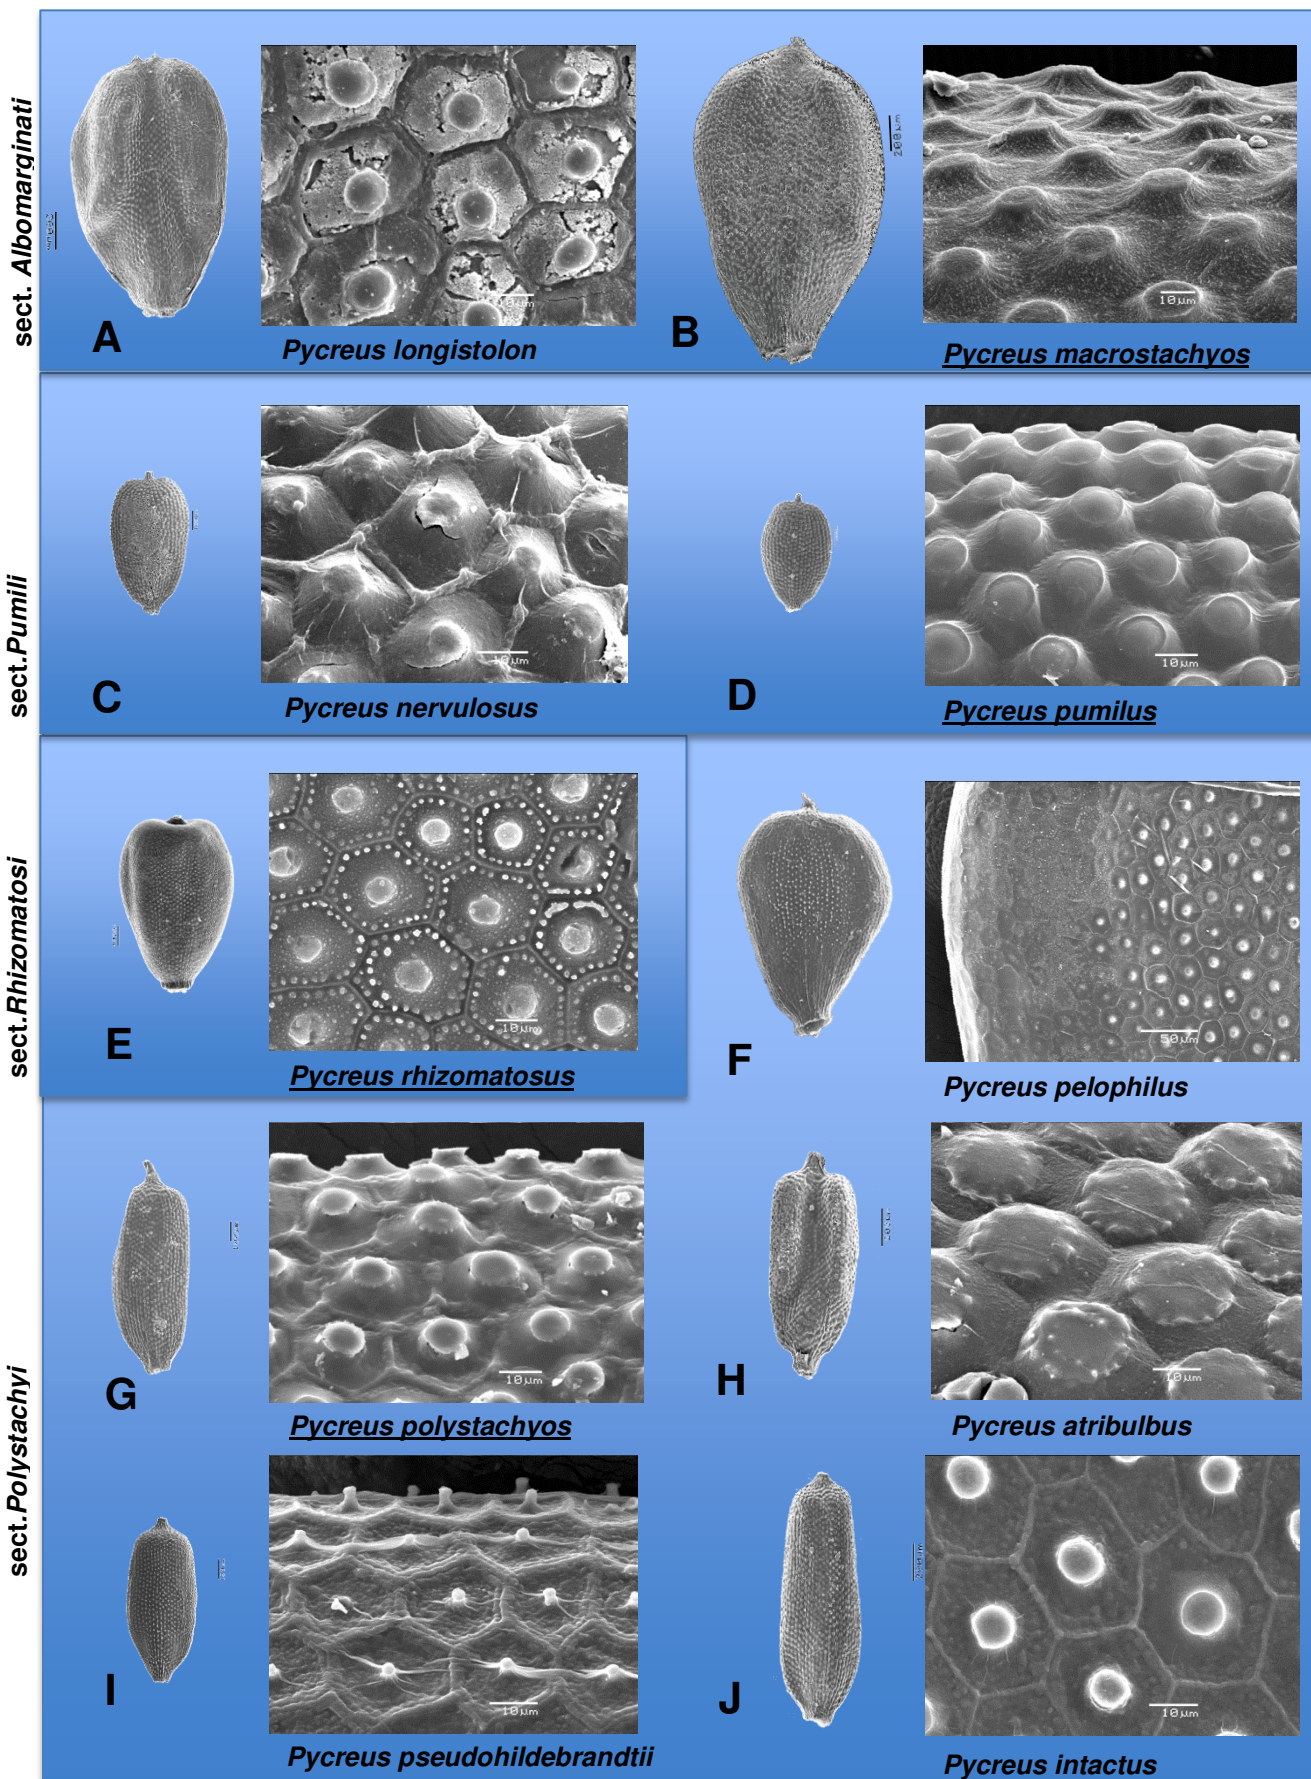 sect. Albomarginati
A
200µm
10µm
Pycreus longistolon
B
200µm
10µm
Pycreus macrostachyos
sect.Pumili
C
10µm
Pycreus nervulosus
D
10µm
Pycreus pumilus
sect.Rhizomatosi
E
10µm
Pycreus rhizomatosus
F
50µm
Pycreus pelophilus
sect.Polystachyi
G
10µm
Pycreus polystachyos
H
10µm
Pycreus atribulbus
I
10µm
Pycreus pseudohildebrandtii
J
200µm
10µm
Pycreus intactus